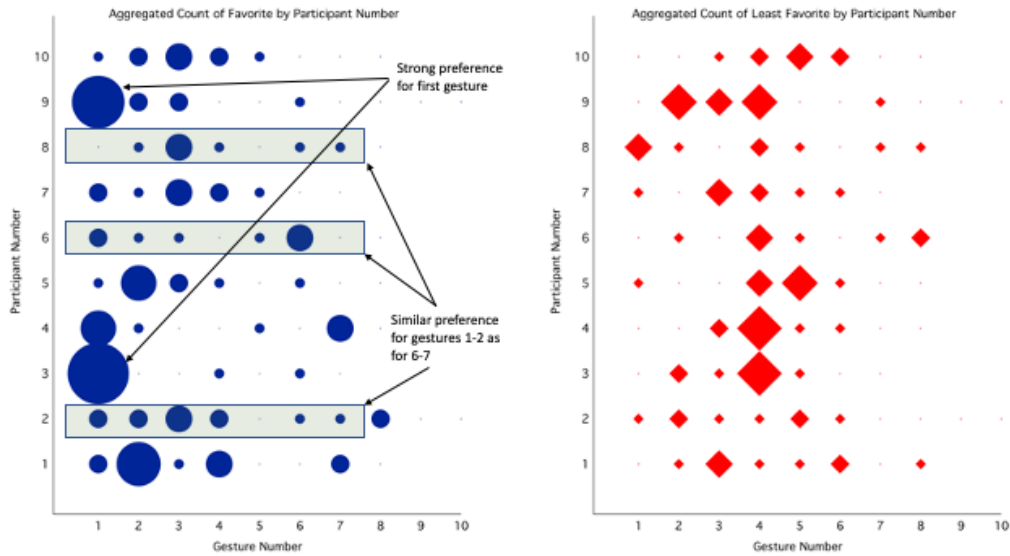 Aggregated Count of Favorite by Participant Number
10
9
8
7
6
5
4
3
2
1
Participant Number
1 2 3 4 5 6 7 8 9 10
Gesture Number
Strong preference
for first gesture
Similar preference
for gestures 1-2 as
for 6-7
Aggregated Count of Least Favorite by Participant Number
10
9
8
7
6
5
4
3
2
1
Participant Number
1 2 3 4 5 6 7 8 9 10
Gesture Number